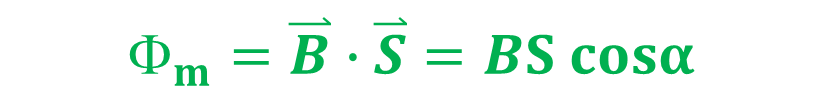 Φₘ = B⃗ · S⃗ = BS cosα